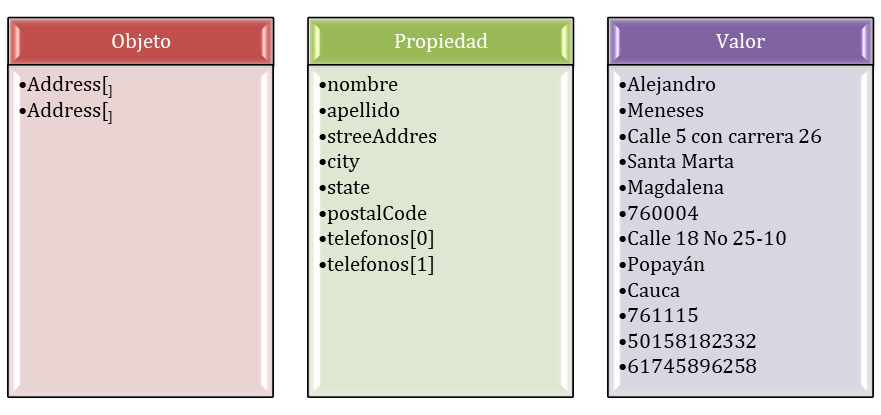 Objeto
•Address[]
•Address[]
Propiedad
•nombre
•apellido
•streeAddres
•city
•state
•postalCode
•telefonos[0]
•telefonos[1]
Valor
•Alejandro
•Meneses
•Calle 5 con carrera 26
•Santa Marta
•Magdalena
•760004
•Calle 18 No 25-10
•Popayán
•Cauca
•761115
•50158182332
•61745896258